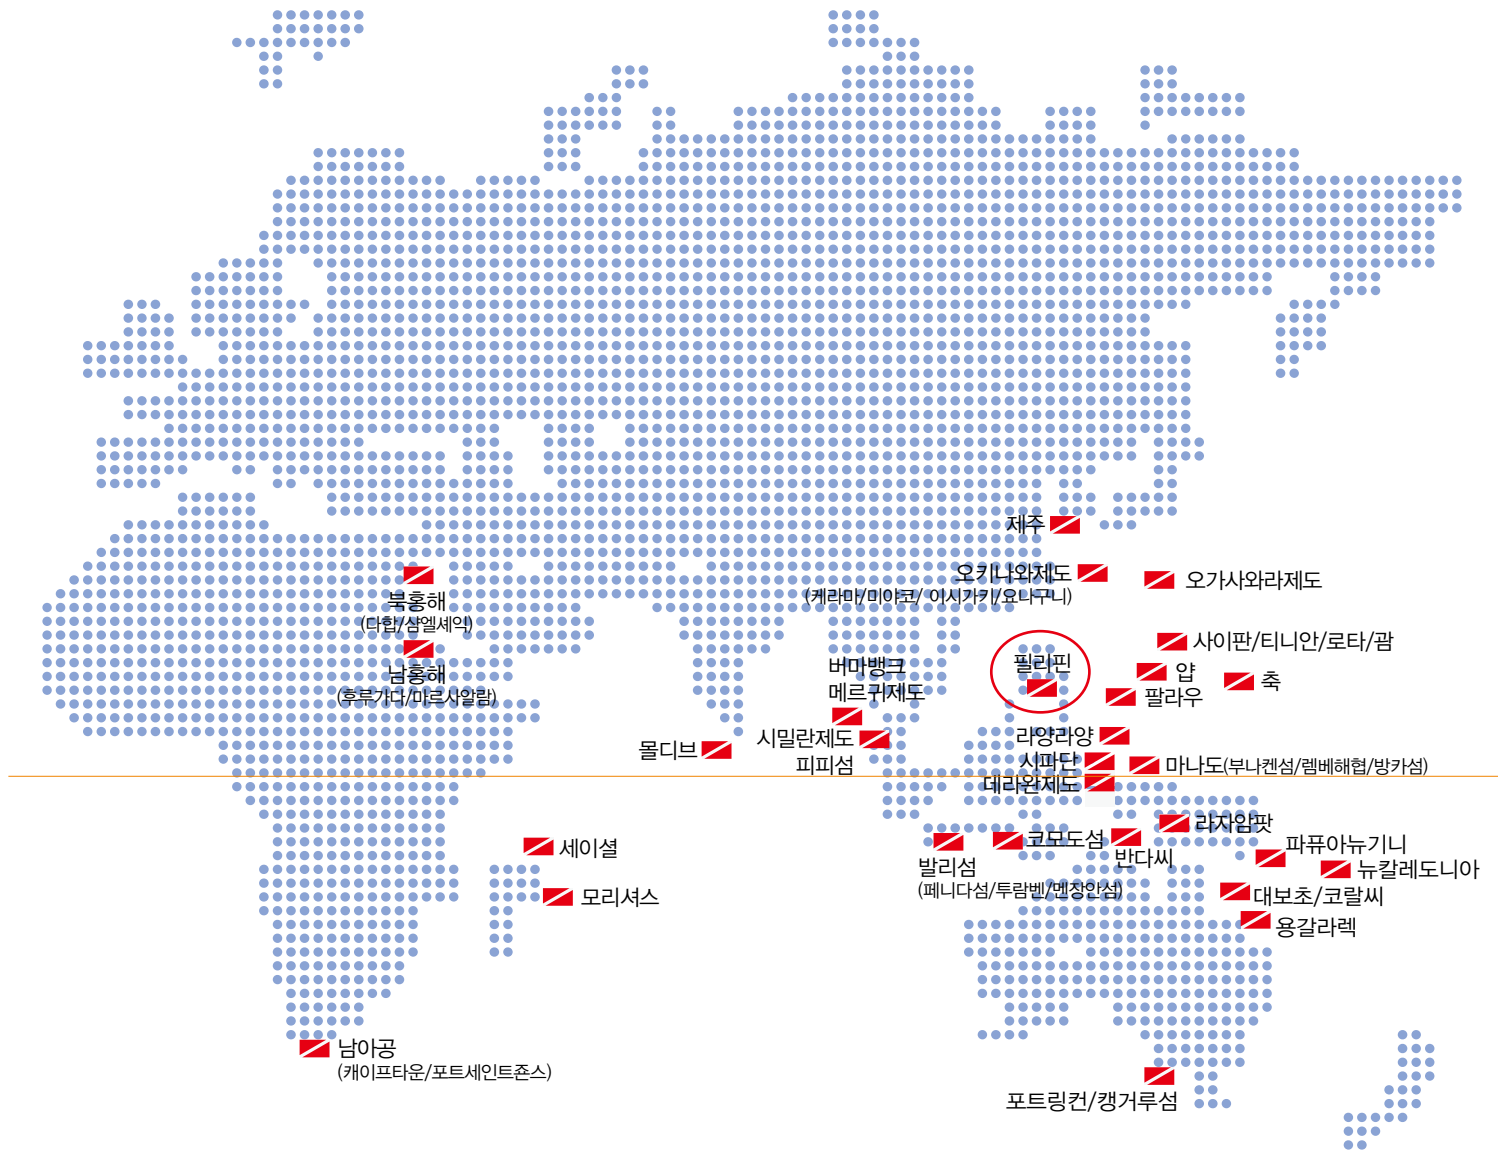 제주
오키나와제도
(케라마/미야코/ 이시가키/요나구니)
오가사와라제도
북홍해
(다합/샴엘셰익)
남홍해
(후루가다/마르사알람)
사이판/티니안/로타/괌
필리핀
버마뱅크
메르귀제도
얍
축
팔라우
시밀란제도
피피섬
몰디브
라양라양
시파단
마나도(부나켄섬/렘베해협/방카섬)
데라완제도
라자암팟
세이셜
코모도섬
발리섬
(페니다섬/투람벤/멘장안섬)
반다씨
파퓨아뉴기니
뉴칼레도니아
모리셔스
대보초/코랄씨
용갈라렉
남아공
(캐이프타운/포트세인트죤스)
포트링컨/캥거루섬